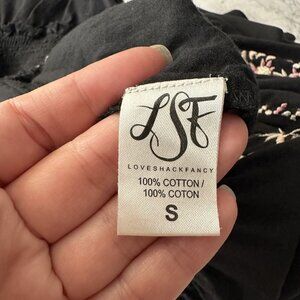 LSF
LOVESHACKFANCY
100% COTTON/
100% COTON
S